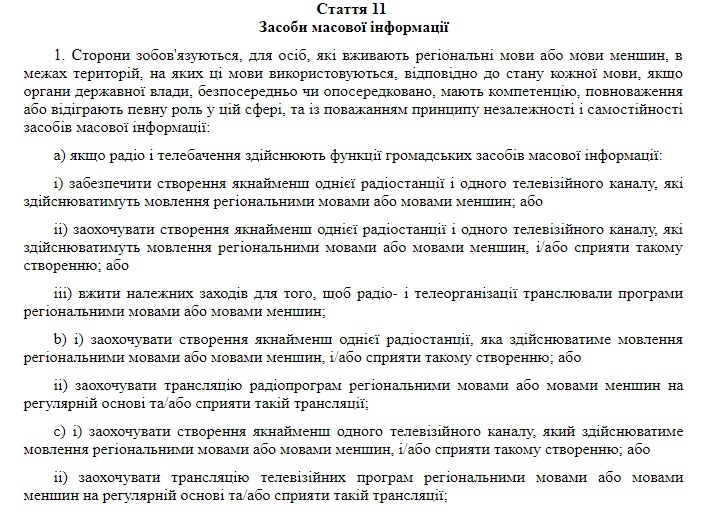 Стаття 11
Засоби масової інформації
1. Сторони зобов'язуються, для осіб, які вживають регіональні мови або мови меншин, в
межах територій, на яких ці мови використовуються, відповідно до стану кожної мови, якщо
органи державної влади, безпосередньо чи опосередковано, мають компетенцію, повноваження
або відіграють певну роль у цій сфері, та із поважанням принципу незалежності і самостійності
засобів масової інформації:
a) якщо радіо і телебачення здійснюють функції громадських засобів масової інформації:
i) забезпечити створення якнайменш однієї радіостанції і одного телевізійного каналу, які
здійснюватимуть мовлення регіональними мовами або мовами меншин; або
ii) заохочувати створення якнайменш однієї радіостанції і одного телевізійного каналу, які
здійснюватимуть мовлення регіональними мовами або мовами меншин, і/або сприяти такому
створенню; або
iii) вжити належних заходів для того, щоб радіо- і телеорганізації транслювали програми
регіональними мовами або мовами меншин;
b) i) заохочувати створення якнайменш однієї радіостанції, яка здійснюватиме мовлення
регіональними мовами або мовами меншин, і/або сприяти такому створенню; або
ii) заохочувати трансляцію радіопрограм регіональними мовами або мовами меншин на
регулярній основі та/або сприяти такій трансляції;
c) i) заохочувати створення якнайменш одного телевізійного каналу, який здійснюватиме
мовлення регіональними мовами або мовами меншин, і/або сприяти такому створенню; або
ii) заохочувати трансляцію телевізійних програм регіональними мовами або мовами
меншин на регулярній основі та/або сприяти такій трансляції;